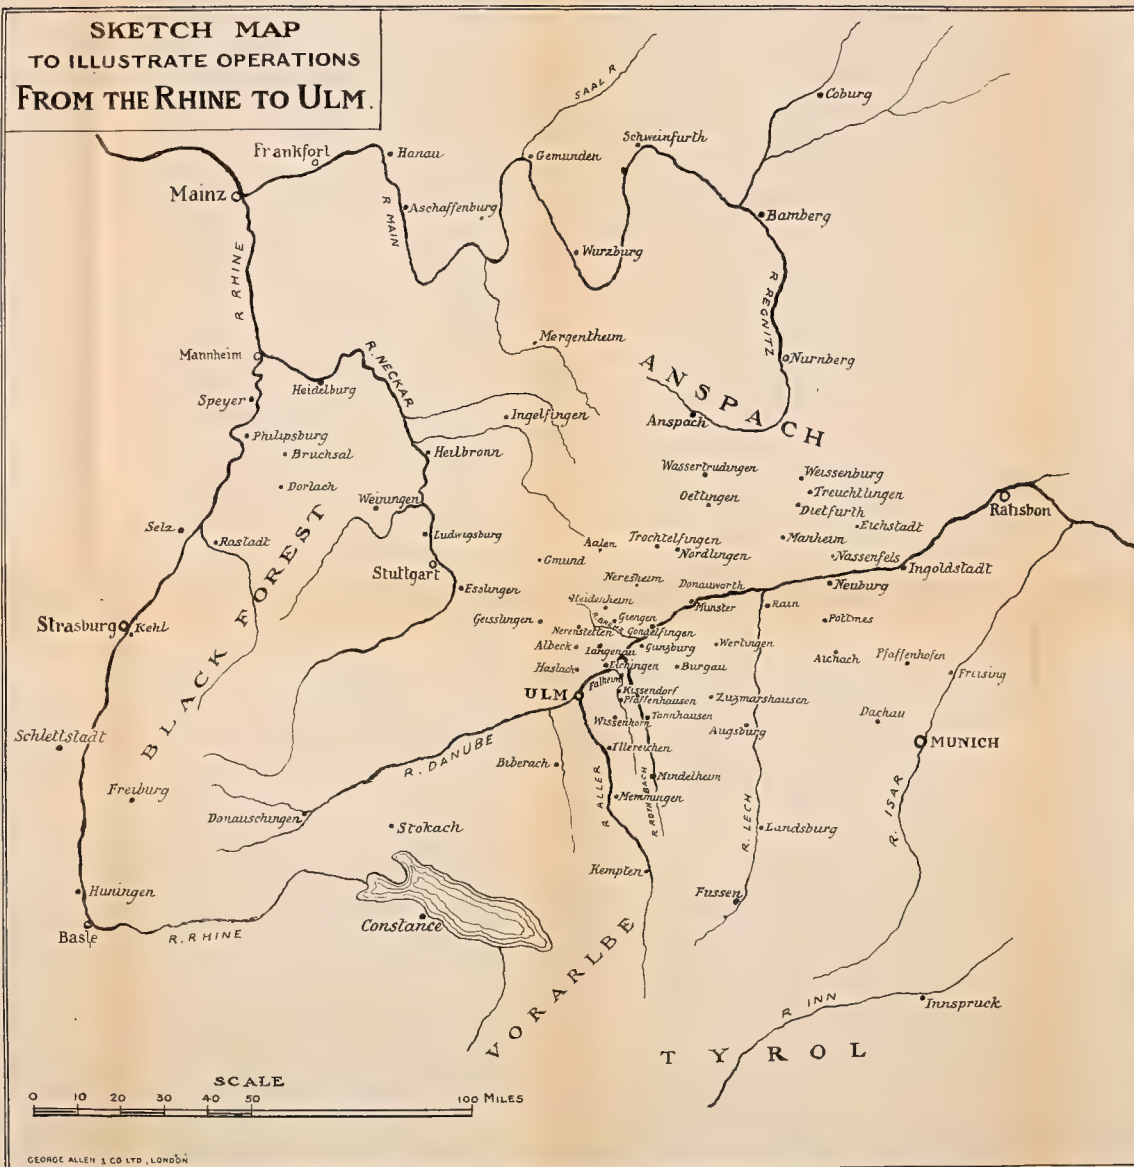 SKETCH MAP
TO ILLUSTRATE OPERATIONS
FROM THE RHINE TO ULM.
SAAL R
Coburg
Schweinfurth
Frankfort
Hanau
Gemunden
Mainz
R MAIN
Aschaffenburg
Bamberg
Wurzburg
R RHINE
R REGNITZ
Mergentheim
Mannheim
R. NECKAR
Nurnberg
Heidelburg
ANSPACH
Speyer
Ingelfingen
Anspach
Philipsburg
Bruchsal
Heilbronn
Wassertrudingen
Weissenburg
Dorlach
Treuchtlingen
Weiningen
Oettingen
Dietfurth
Ratisbon
Eichstadt
Selz
Rastadt
Ludwigsburg
Aalen
Trochtelfingen
Nordlingen
Manheim
Nassenfels
Gmund
Stuttgart
Ingoldstadt
Neresheim
Donauworth
Neuburg
Esslingen
Heidesheim
Munster
Rain
BLACK FOREST
Geisslingen
Giengen
Pottmes
Strasburg
Kehl
Nerenstetten
Gondelfingen
Albeck
Langenau
Gunzburg
Wertingen
Aichach
Pfaffenhofen
Haslach
Elchingen
Burgau
Freising
Falheim
ULM
Kissendorf
Pfaffenhausen
Zuzmarshausen
Wissenhorn
Tannhausen
Augsburg
Dachau
Schlettstadt
Illereichen
MUNICH
R. DANUBE
Biberach
Mindelheim
Freiburg
R ALLER
Memmingen
R ROTHBACH
R. LECH
R. ISAR
Donauschingen
Stokach
Landsburg
Kempten
Huningen
Fussen
Constance
Basle
R. RHINE
VORARLBE
R INN
Innspruck
TYROL
SCALE
0 10 20 30 40 50 100 MILES
GEORGE ALLEN & CO LTD, LONDON